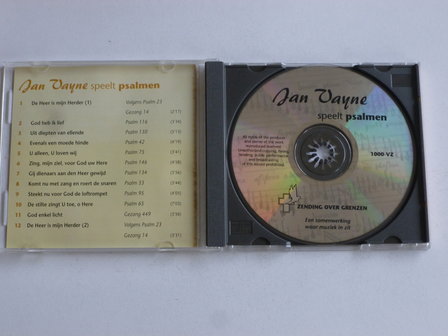 Jan Vayne speelt psalmen
1 De Heer is mijn Herder (1) Volgens Psalm 23
Gezang 14
2 God heb ik lief Psalm 116
3 Uit diepten van ellende Psalm 130
4 Evenals een moede hinde Psalm 42
5 U alleen, U loven wij Psalm 75
6 Zing, mijn ziel, voor God uw Here Psalm 146
7 Gij dienaars aan den Heer gewijd Psalm 134
8 Komt nu met zang en roert de snaren Psalm 33
9 Steekt nu voor God de loftrompet Psalm 95
10 De stilte zingt U toe, o Here Psalm 65
11 God enkel licht Gezang 449
12 De Heer is mijn Herder (2) Volgens Psalm 23
Gezang 14
Jan Vayne
speelt psalmen
1000-VZ
ZENDING OVER GRENZEN
Een samenwerking
waar muziek in zit